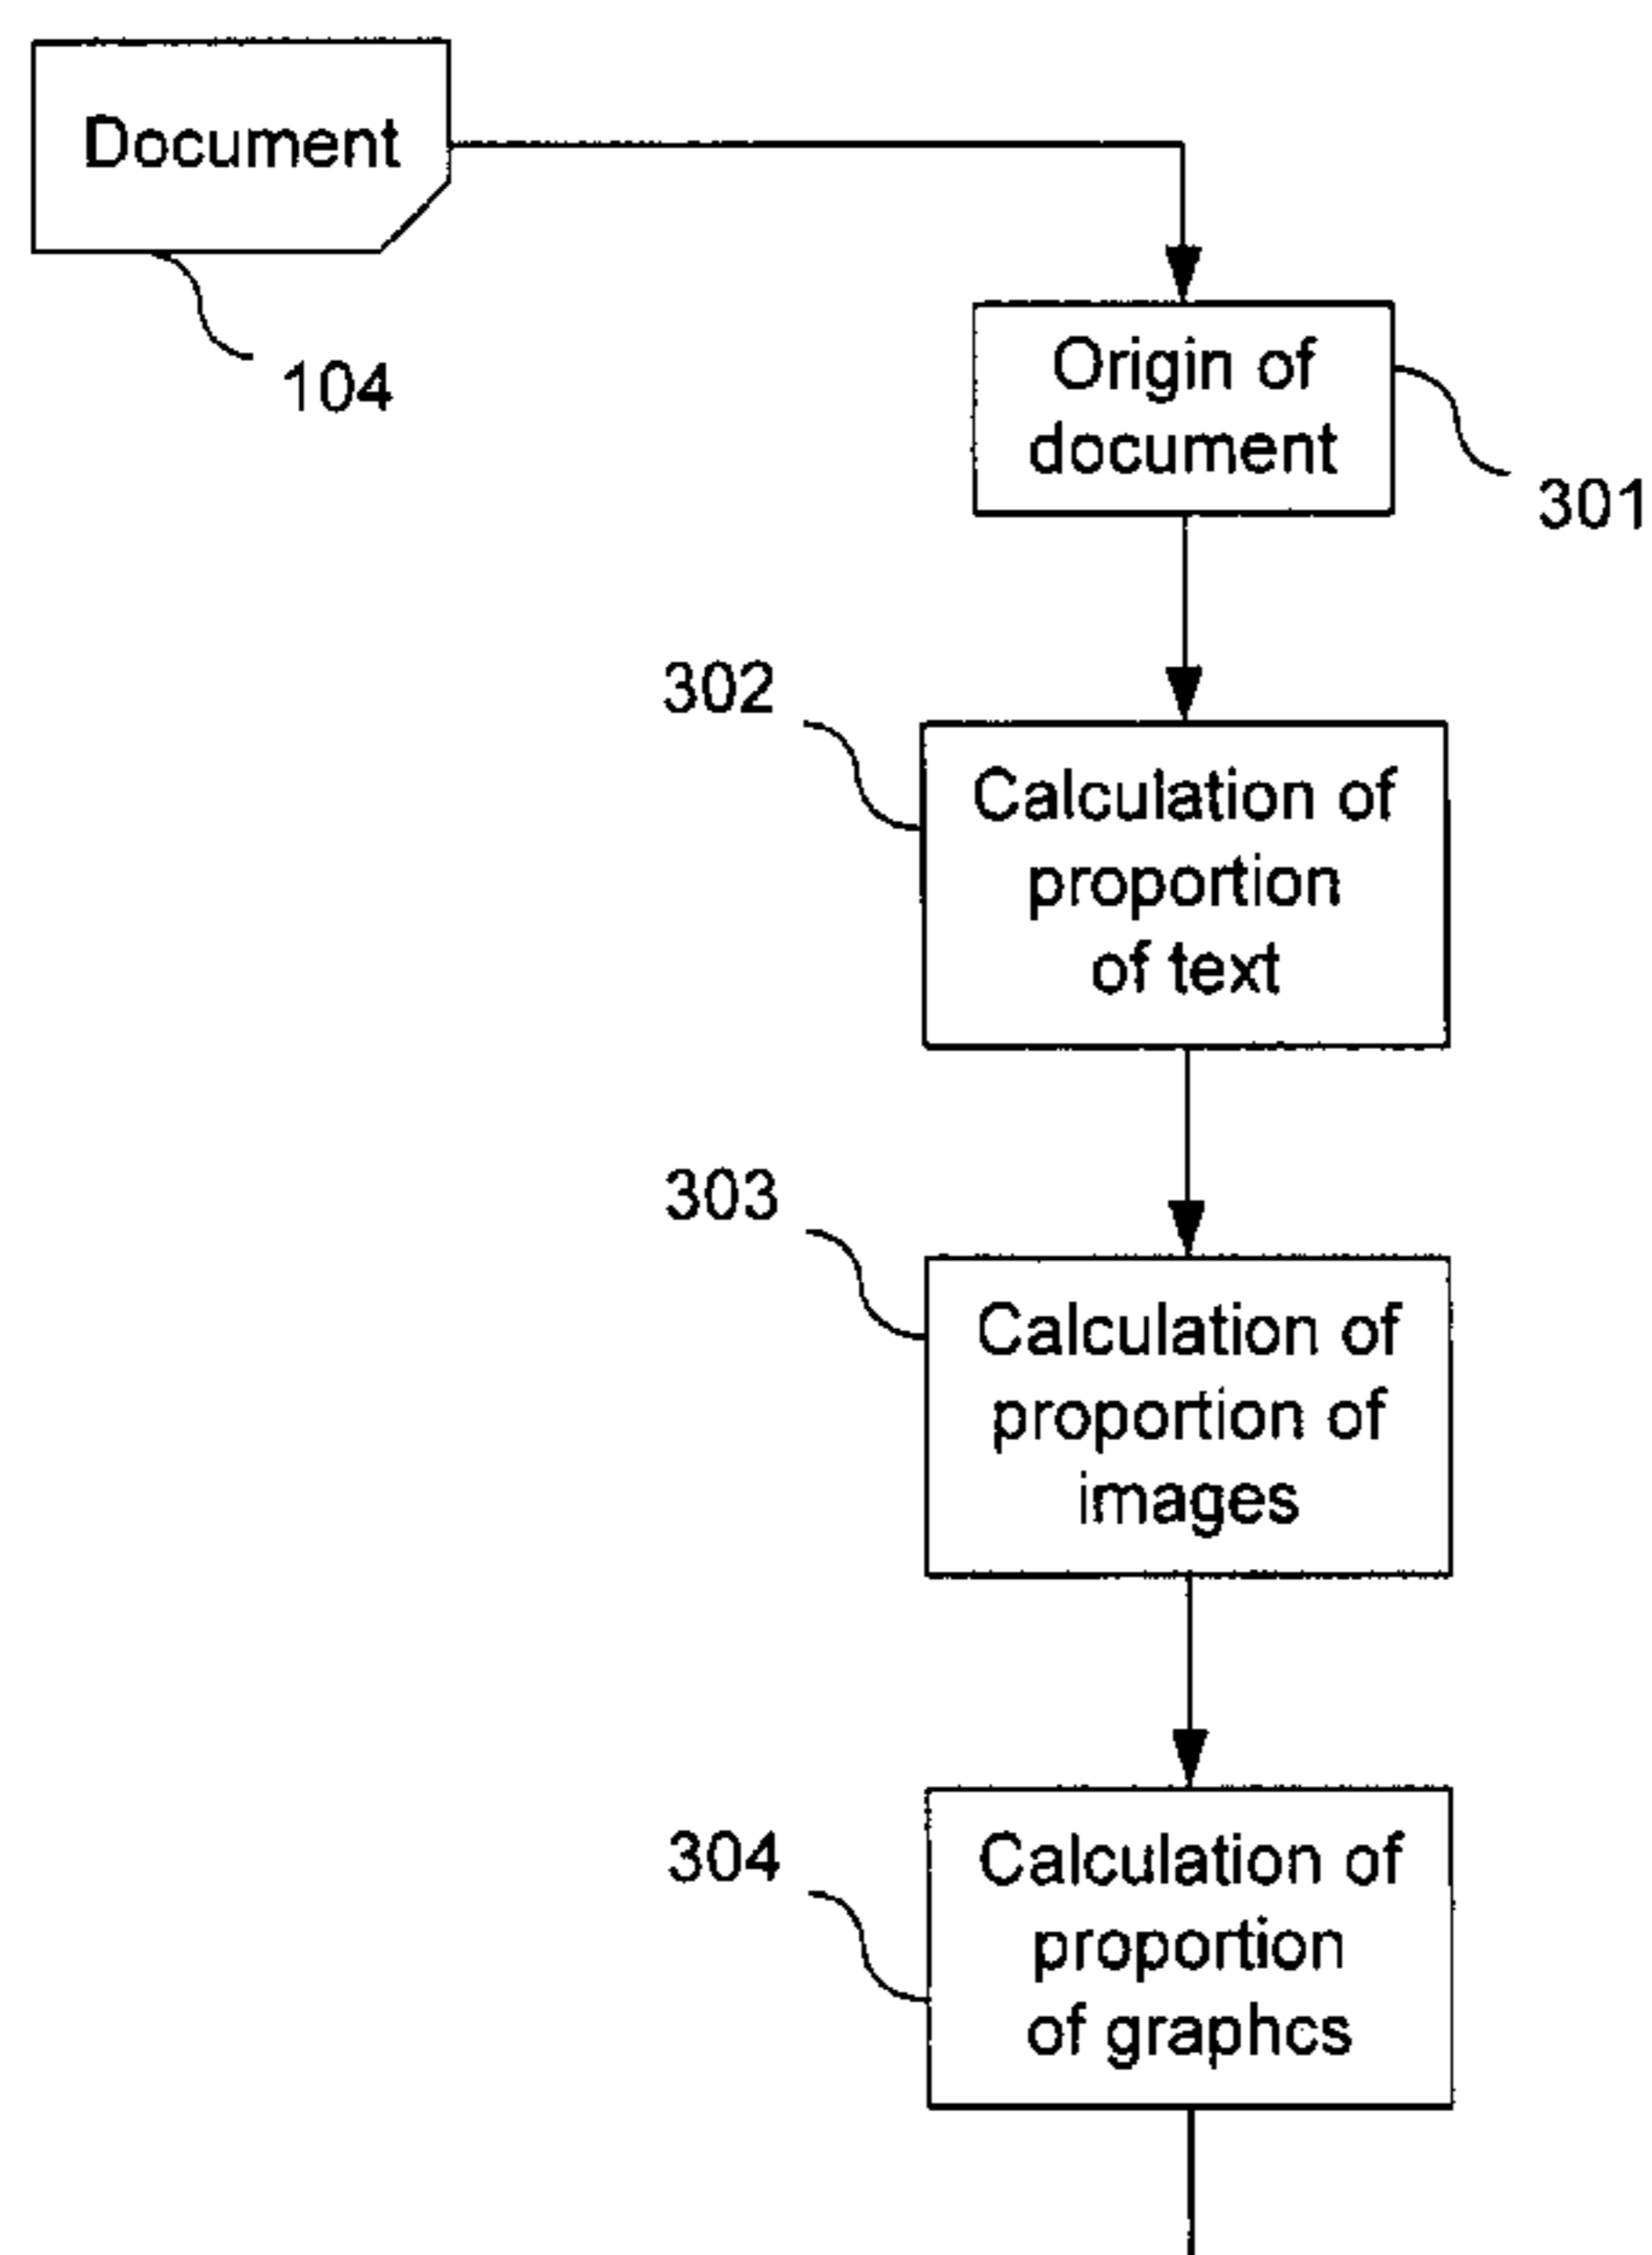 Document
104
Origin of
document
301
302
Calculation of
proportion
of text
303
Calculation of
proportion of
images
304
Calculation of
proportion
of graphcs